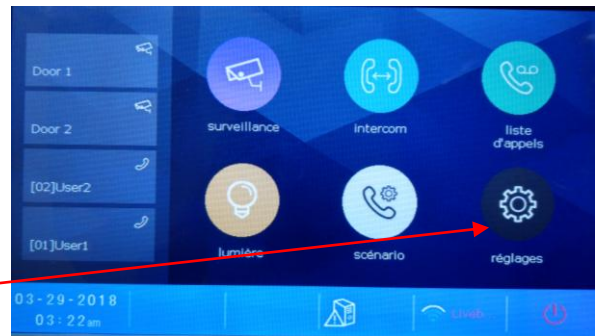 Door 1
Door 2
[02]User2
[01]User1
surveillance
intercom
liste
d'appels
lumière
scénario
réglages
03-29-2018
03:22am